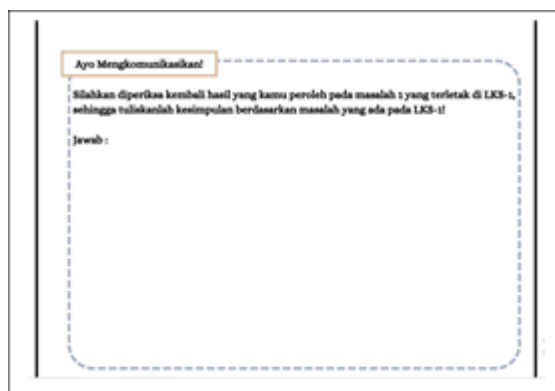 Ayo Mengkomunikasikan!
Silahkan diperiksa kembali hasil yang kamu peroleh pada masalah 1 yang terletak di LKS-1,
sehingga tuliskanlah kesimpulan berdasarkan masalah yang ada pada LKS-1!
Jawab :